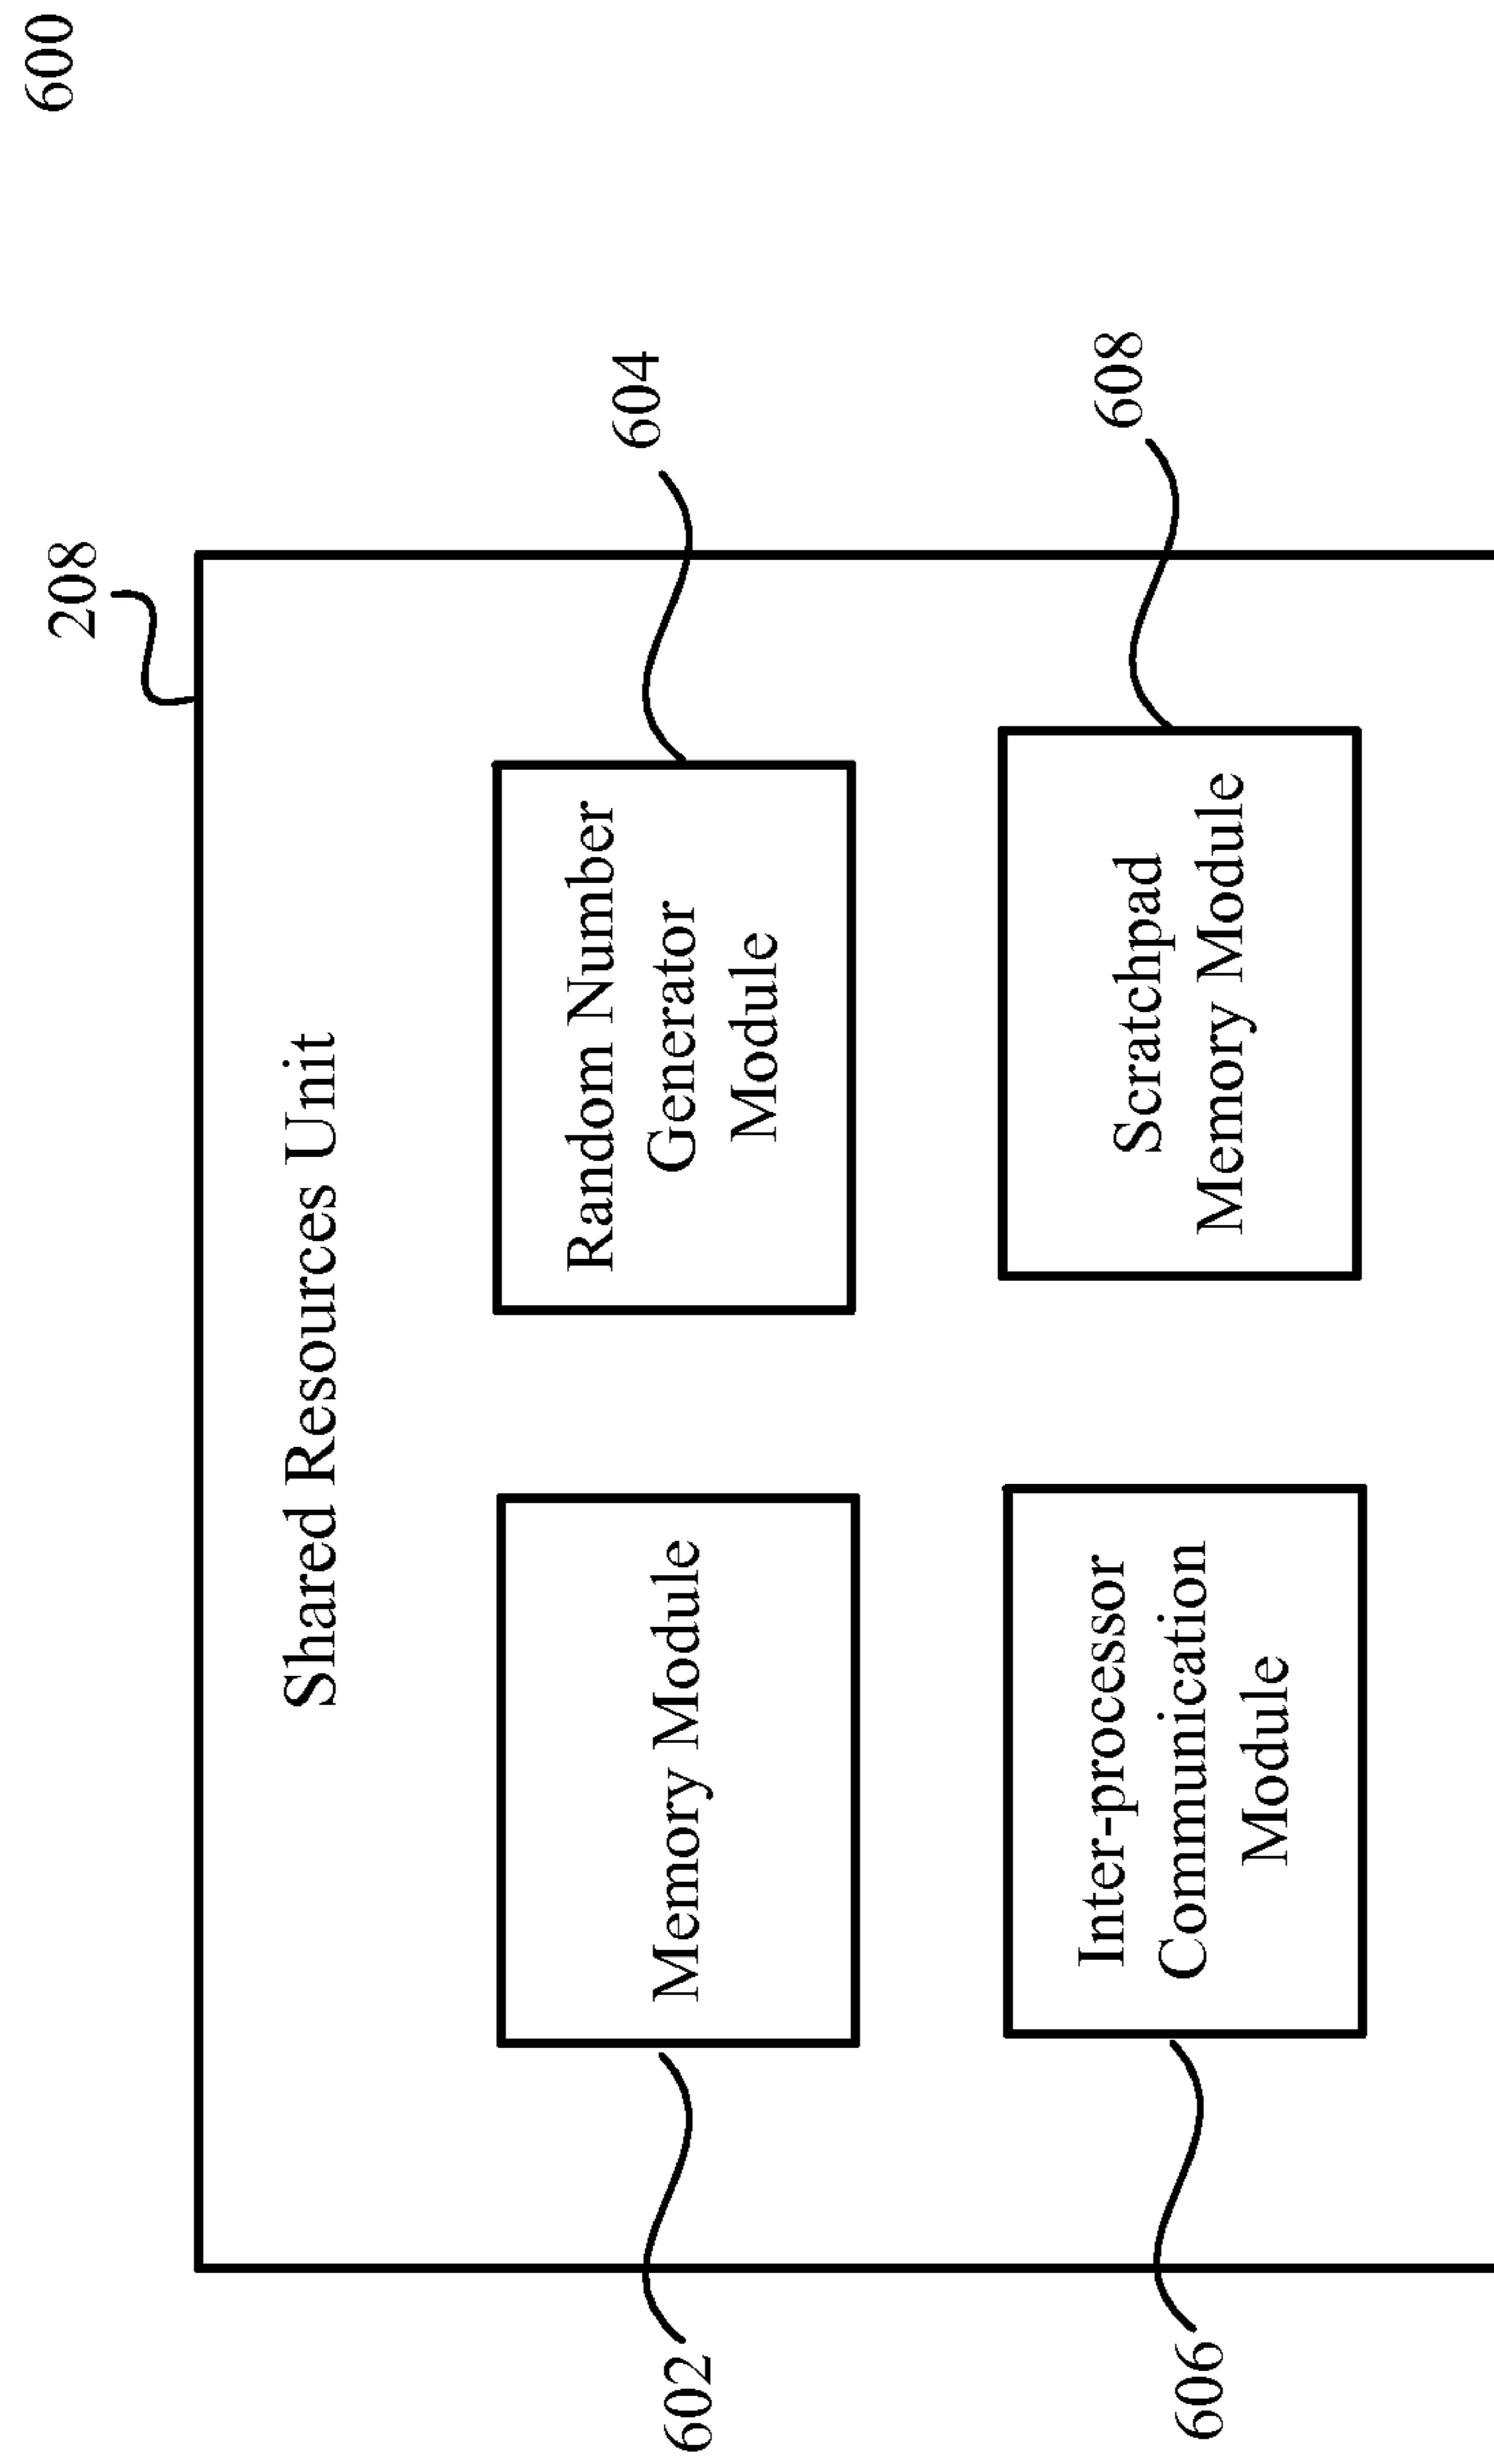 600
208
Shared Resources Unit
602
Memory Module
Random Number
Generator
Module
604
606
Inter-processor
Communication
Module
Scratchpad
Memory Module
608